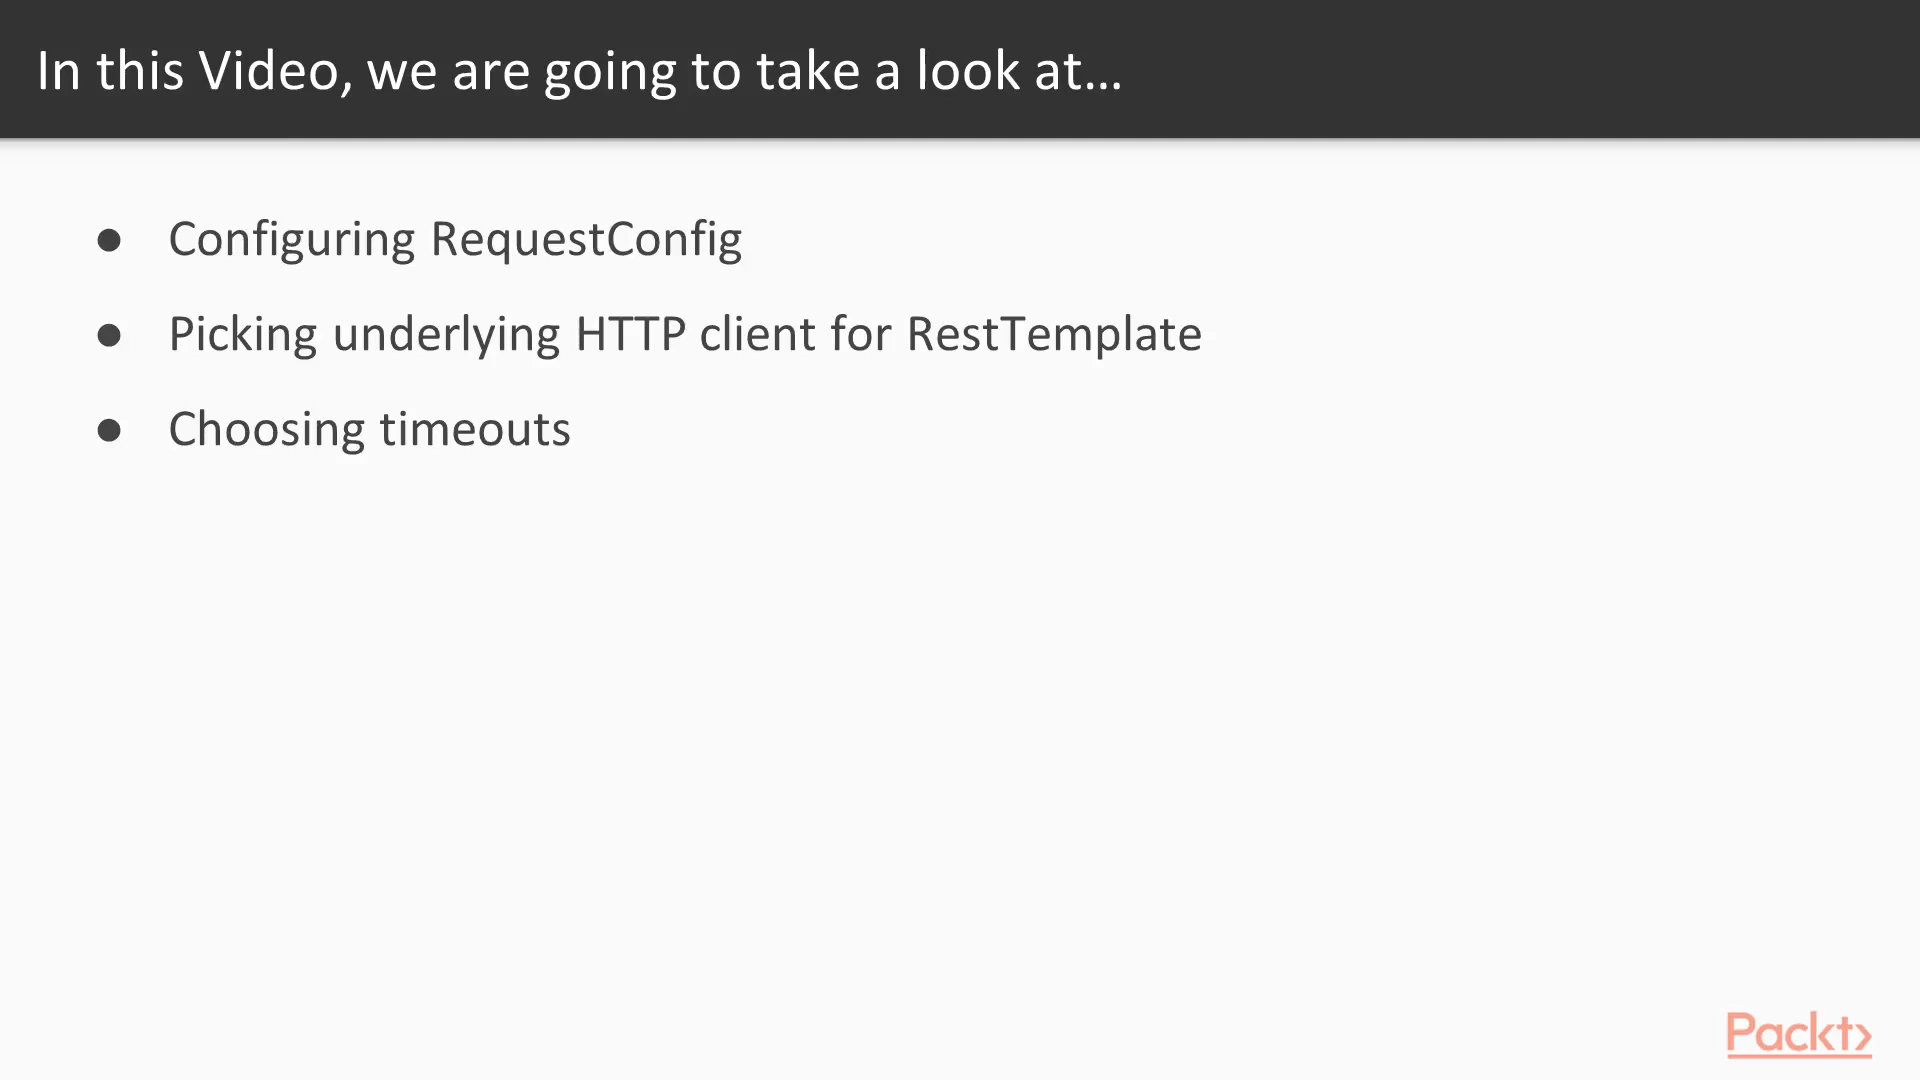 In this Video, we are going to take a look at...
● Configuring RequestConfig
● Picking underlying HTTP client for RestTemplate
● Choosing timeouts
Packt>